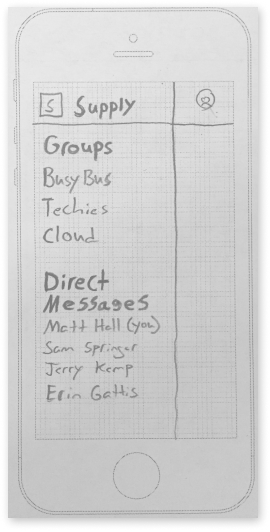 S Supply
Groups
Busy Bus
Techies
Cloud
Direct
Messages
Matt Hall (you)
Sam Springer
Jerry Kemp
Erin Gattis